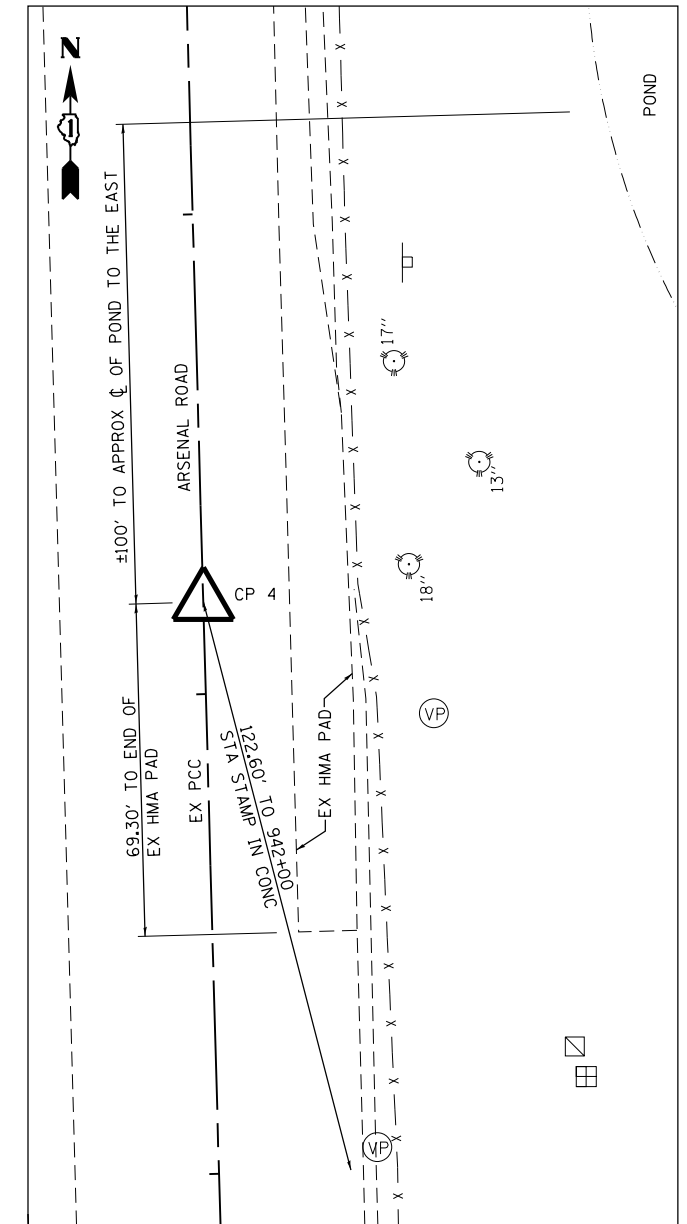 N
1
POND
±100' TO APPROX ℄ OF POND TO THE EAST
ARSENAL ROAD
17''
13''
18''
CP 4
VP
69.30' TO END OF
EX HMA PAD
EX PCC
122.60' TO 942+00
STA STAMP IN CONC
EX HMA PAD
VP